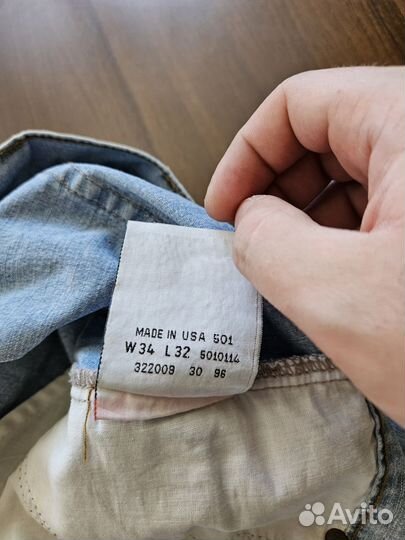 MADE IN USA 501
W34 L32 5010114
322009 30 96
Avito